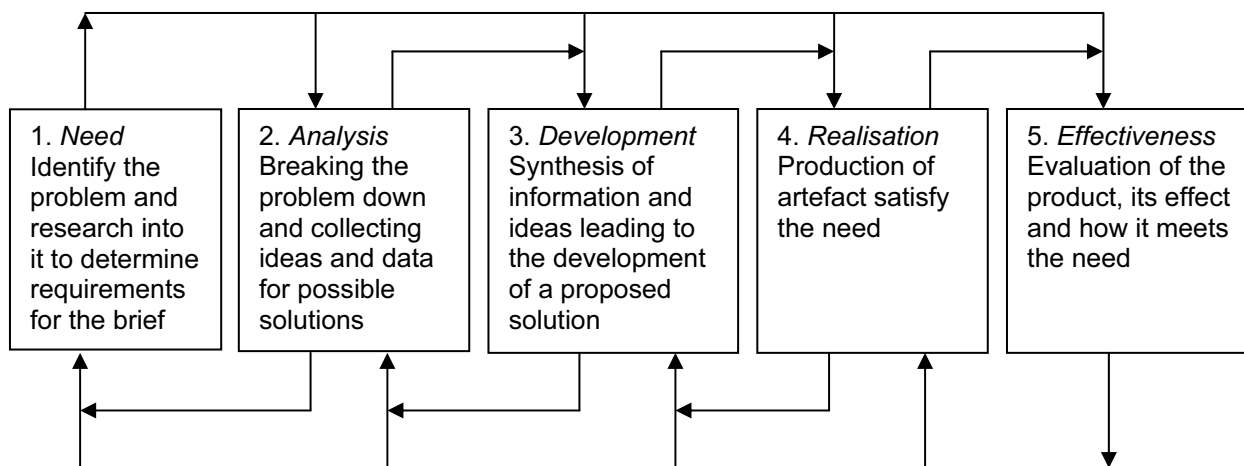 1. Need
Identify the
problem and
research into
it to determine
requirements
for the brief
2. Analysis
Breaking the
problem down
and collecting
ideas and data
for possible
solutions
3. Development
Synthesis of
information and
ideas leading to
the development
of a proposed
solution
4. Realisation
Production of
artefact satisfy
the need
5. Effectiveness
Evaluation of the
product, its effect
and how it meets
the need